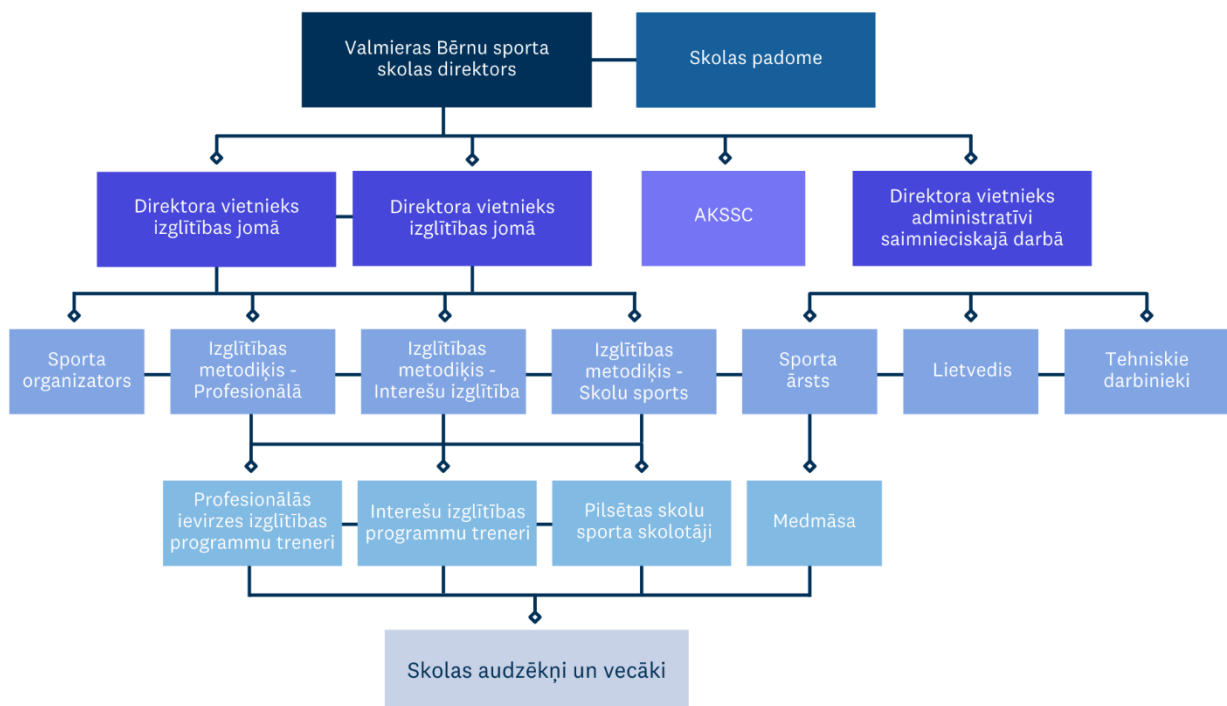 Valmieras Bērnu sporta
skolas direktors
Skolas padome
Direktora vietnieks
izglītības jomā
Direktora vietnieks
izglītības jomā
AKSSC
Direktora vietnieks
administratīvi
saimnieciskajā darbā
Sporta
organizators
Izglītības
metodiķis -
Profesionālā
Izglītības
metodiķis -
Interešu izglītība
Izglītības
metodiķis -
Skolu sports
Sporta
ārsts
Lietvedis
Tehniskie
darbinieki
Profesionālās
ievirzes izglītības
programmu treneri
Interešu izglītības
programmu treneri
Pilsētas skolu
sporta skolotāji
Medmāsa
Skolas audzēkņi un vecāki